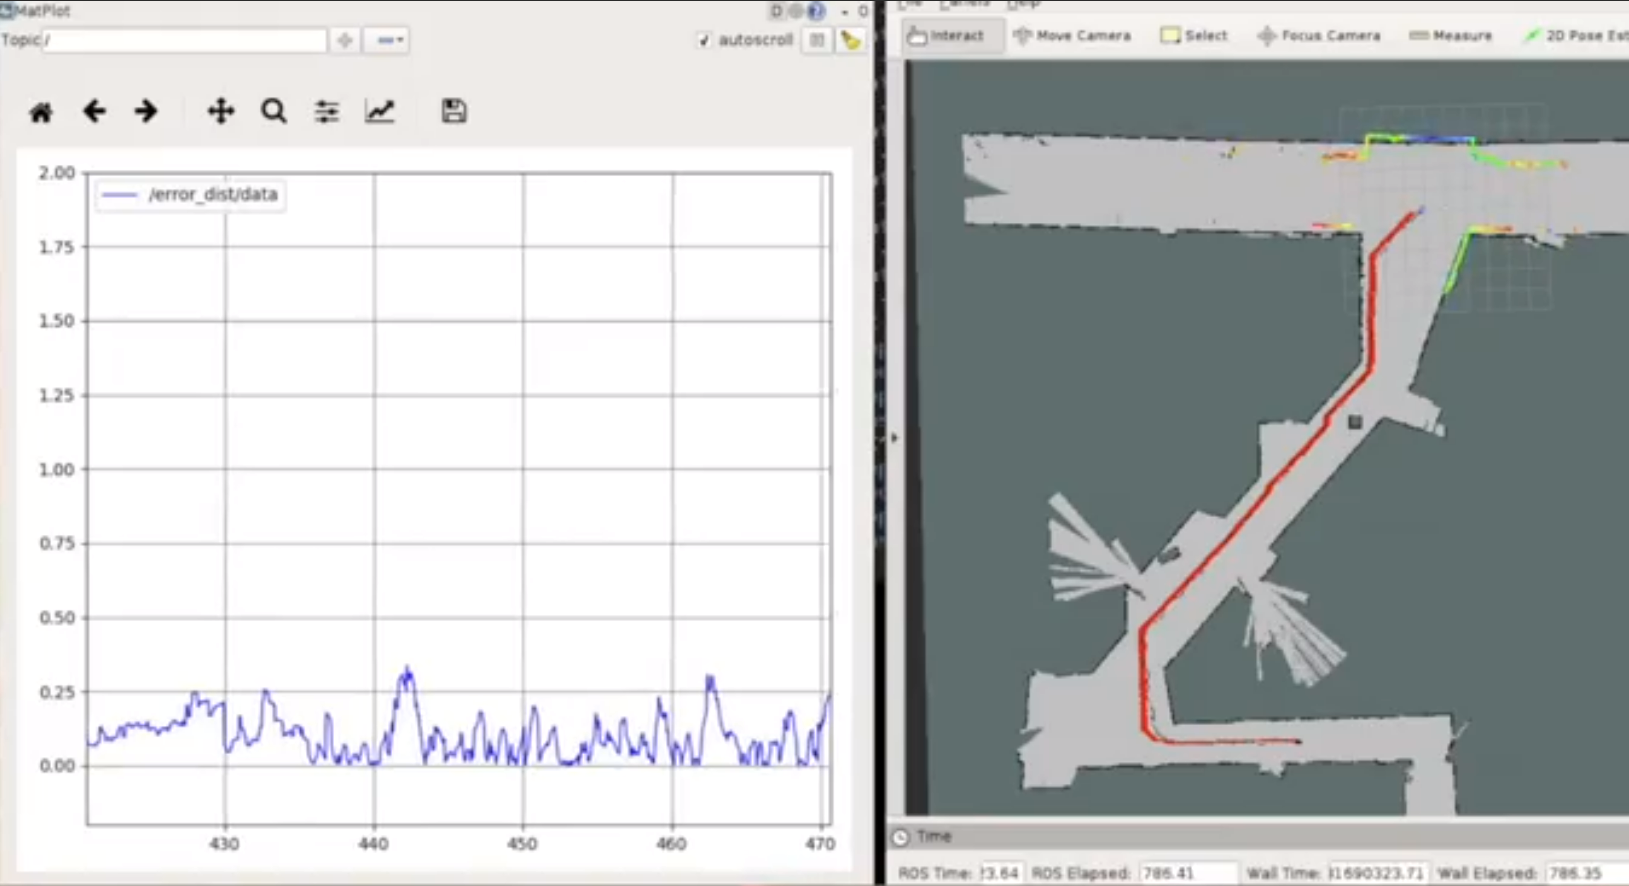 MatPlot
D
- O
Topic /
autoscroll
2.00
/error_dist/data
1.75
1.50
1.25
1.00
0.75
0.50
0.25
0.00
430 440 450 460 470
Interact Move Camera Select Focus Camera Measure 2D Pose Est
Time
ROS Time: 3.64 ROS Elapsed: 786.41 Wall Time: 1690323.71 Wall Elapsed: 786.35